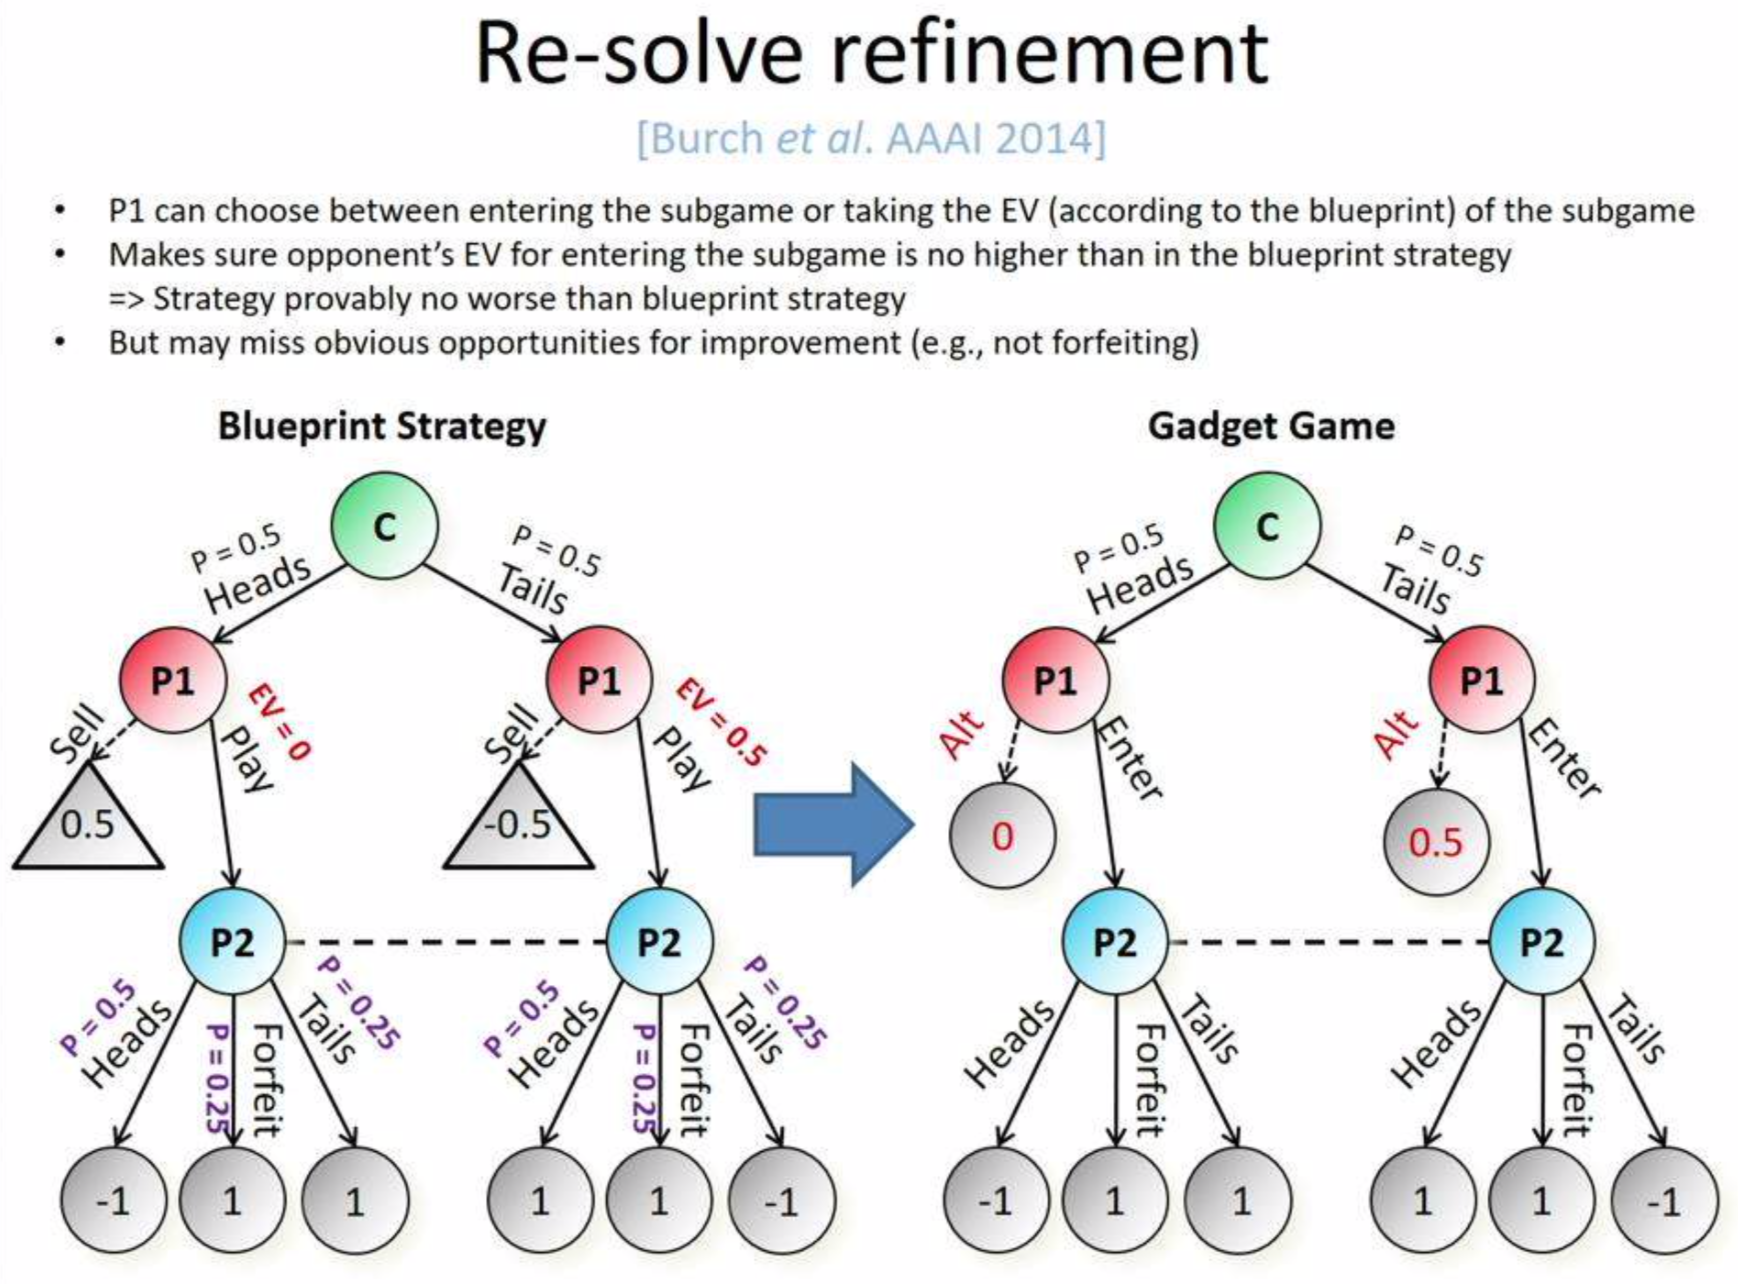 Re-solve refinement
[Burch et al. AAAI 2014]
• P1 can choose between entering the subgame or taking the EV (according to the blueprint) of the subgame
• Makes sure opponent's EV for entering the subgame is no higher than in the blueprint strategy
=> Strategy provably no worse than blueprint strategy
• But may miss obvious opportunities for improvement (e.g., not forfeiting)
Blueprint Strategy
C
P = 0.5
Heads
P = 0.5
Tails
P1
P1
Sell
EV = 0
Play
Sell
EV = 0.5
Play
0.5
-0.5
P2
P2
P = 0.5
Heads
P = 0.25
Forfeit
P = 0.25
Tails
P = 0.5
Heads
P = 0.25
Forfeit
P = 0.25
Tails
-1
1
1
1
1
-1
Gadget Game
C
P = 0.5
Heads
P = 0.5
Tails
P1
P1
Alt
Enter
Alt
Enter
0
0.5
P2
P2
Heads
Forfeit
Tails
Heads
Forfeit
Tails
-1
1
1
1
1
-1